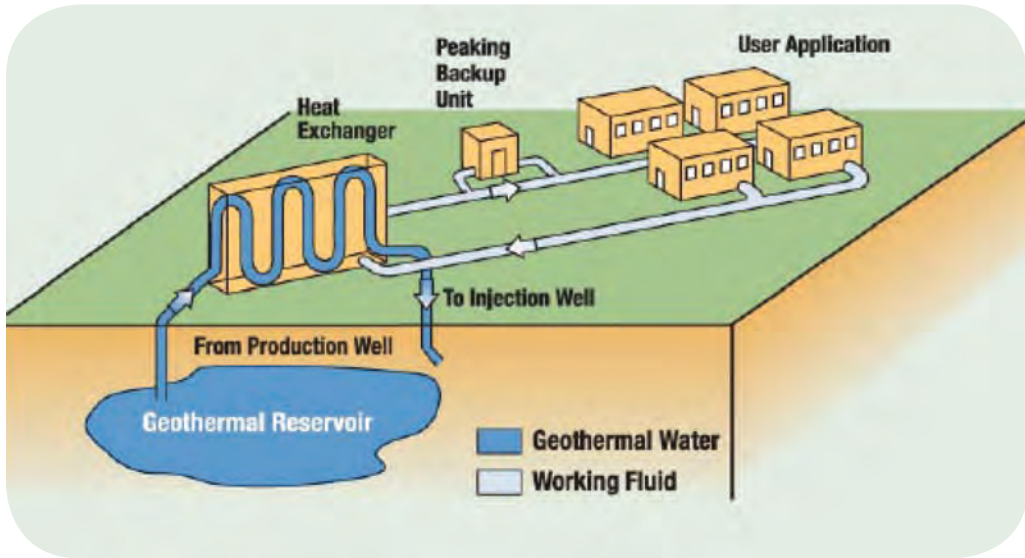 Peaking
Backup
Unit
User Application
Heat
Exchanger
To Injection Well
From Production Well
Geothermal Reservoir
Geothermal Water
Working Fluid